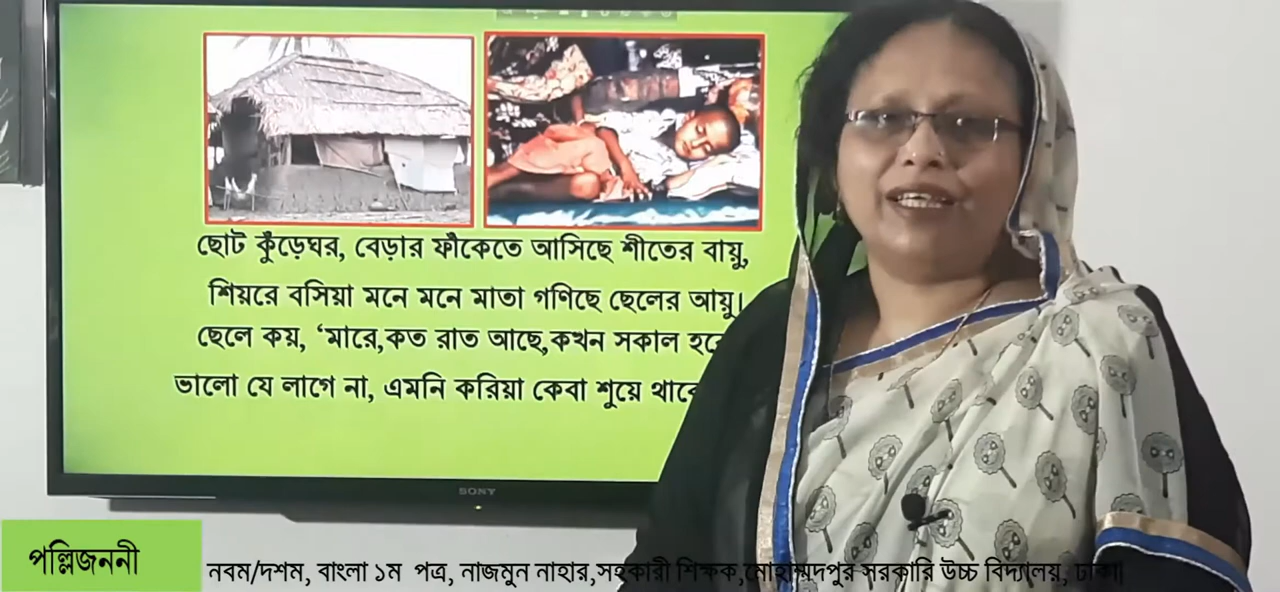 ছোট কুঁড়েঘর, বেড়ার ফাঁকেতে আসিছে শীতের বায়ু,
শিয়রে বসিয়া মনে মনে মাতা গণিছে ছেলের আয়ু।
ছেলে কয়, ‘মারে,কত রাত আছে,কখন সকাল
ভালো যে লাগে না, এমনি করিয়া কেবা শুয়ে
SONY
পল্লিজননী
নবম/দশম, বাংলা ১ম পত্র, নাজমুন নাহার,সহকারী শিক্ষক,মোহাম্মদপুর সরকারি উচ্চ বিদ্যালয়, ঢাকা।